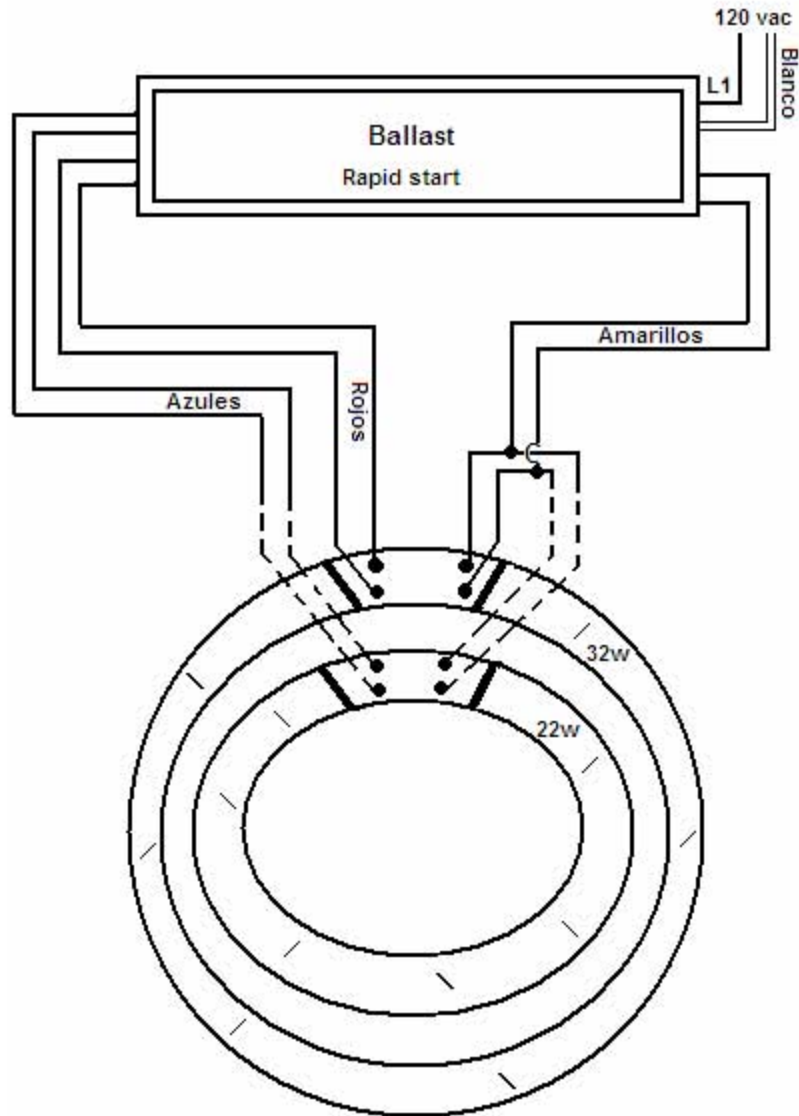 120 vac
L1
Blanco
Ballast
Rapid start
Amarillos
Azules
Rojos
32w
22w